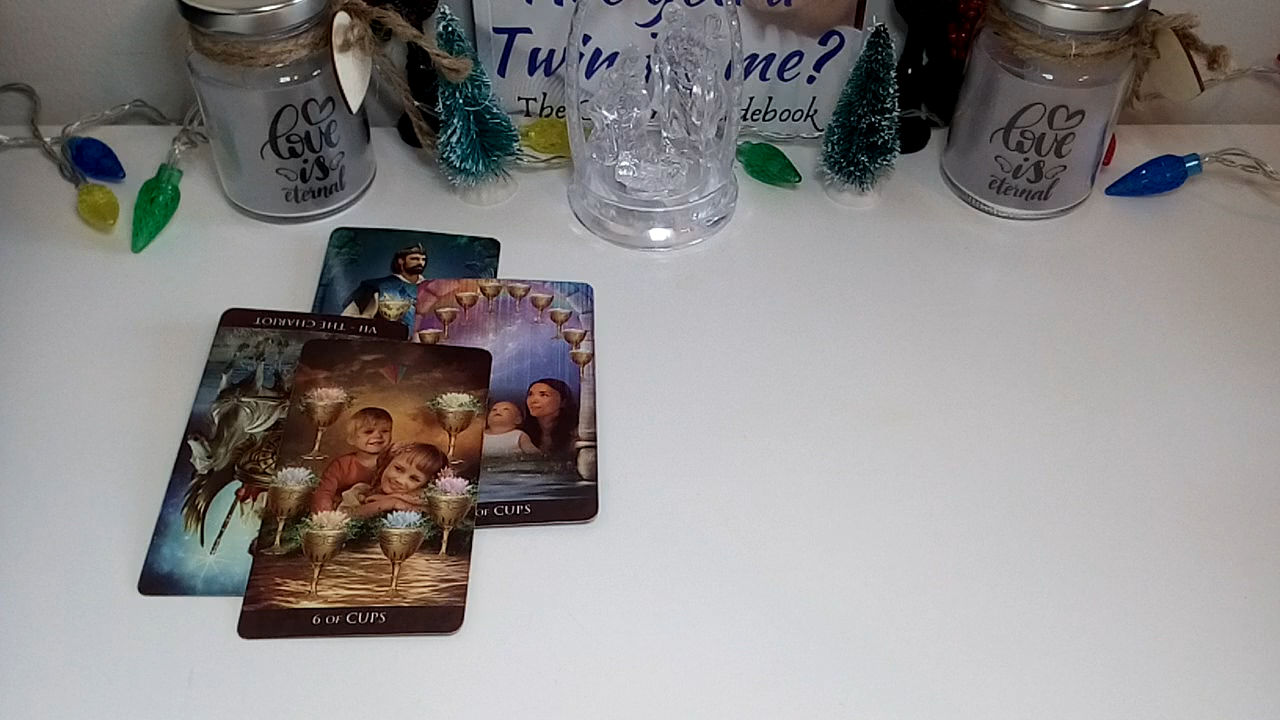 Twin
me?
The
debook
love
is
eternal
love
is
eternal
VII - THE CHARIOT
OF CUPS
6 OF CUPS